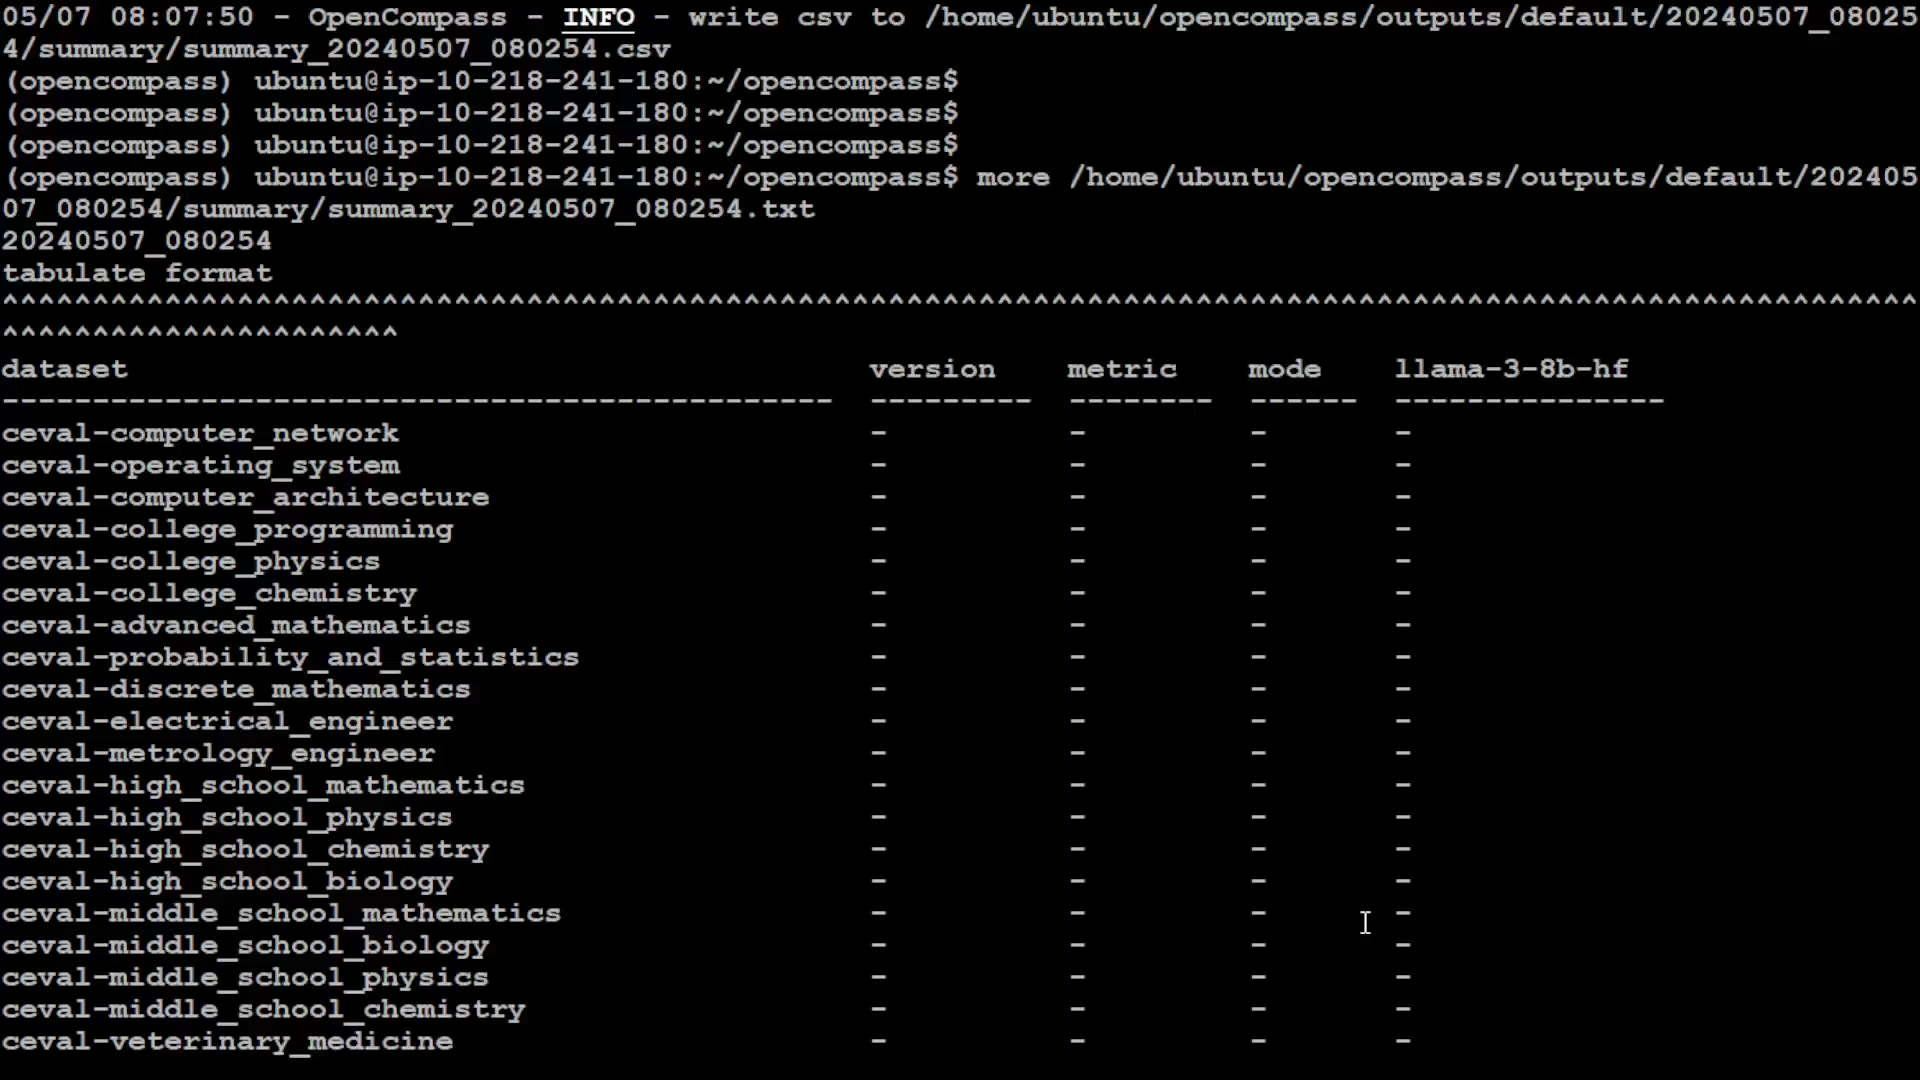 05/07 08:07:50 - OpenCompass - INFO - write csv to /home/ubuntu/opencompass/outputs/default/20240507_08025
4/summary/summary_20240507_080254.csv
(opencompass) ubuntu@ip-10-218-241-180:~/opencompass$
(opencompass) ubuntu@ip-10-218-241-180:~/opencompass$
(opencompass) ubuntu@ip-10-218-241-180:~/opencompass$
(opencompass) ubuntu@ip-10-218-241-180:~/opencompass$ more /home/ubuntu/opencompass/outputs/default/202405
07_080254/summary/summary_20240507_080254.txt
20240507_080254
tabulate format
^^^^^^^^^^^^^^^^^^^^^^^^^^^^^^^^^^^^^^^^^^^^^^^^^^^^^^^^^^^^^^^^^^^^^^^^^^^^^^^^^^^^^^^^^^^^^^^^^^^^^^^^^^
^^^^^^^^^^^^^^^^^^^^^^
dataset version metric mode llama-3-8b-hf
---------------------------------------------- --------- -------- ------ ---------------
ceval-computer_network - - - -
ceval-operating_system - - - -
ceval-computer_architecture - - - -
ceval-college_programming - - - -
ceval-college_physics - - - -
ceval-college_chemistry - - - -
ceval-advanced_mathematics - - - -
ceval-probability_and_statistics - - - -
ceval-discrete_mathematics - - - -
ceval-electrical_engineer - - - -
ceval-metrology_engineer - - - -
ceval-high_school_mathematics - - - -
ceval-high_school_physics - - - -
ceval-high_school_chemistry - - - -
ceval-high_school_biology - - - -
ceval-middle_school_mathematics - - - -
ceval-middle_school_biology - - - -
ceval-middle_school_physics - - - -
ceval-middle_school_chemistry - - - -
ceval-veterinary_medicine - - - -